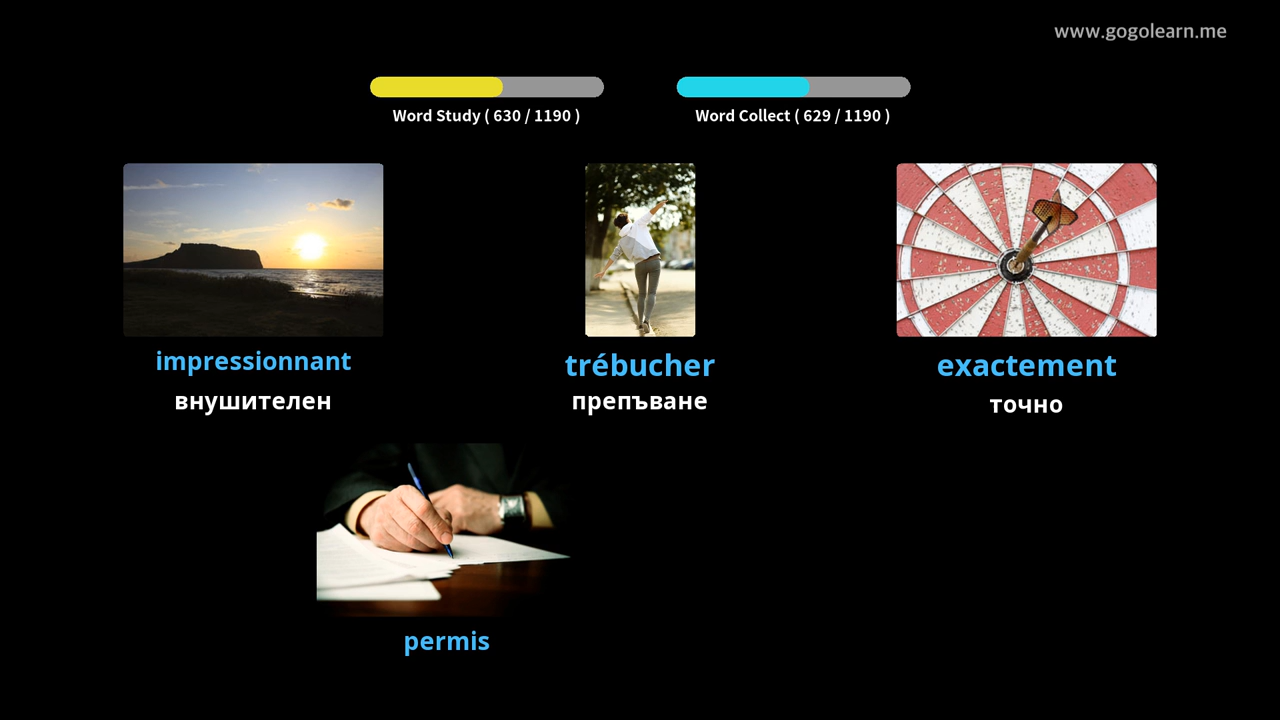 www.gogolearn.me
Word Study ( 630 / 1190 )
Word Collect ( 629 / 1190 )
impressionnant
внушителен
trébucher
препъване
exactement
точно
permis